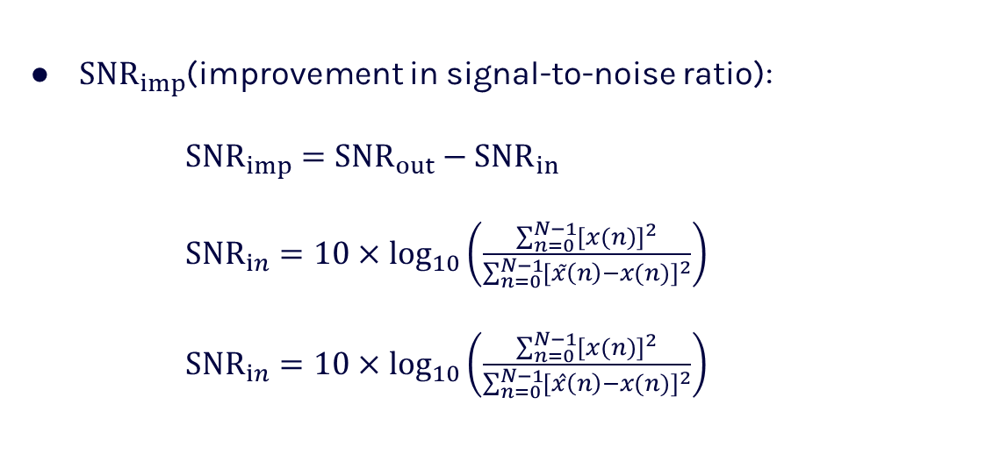 ● SNR_imp(improvement in signal-to-noise ratio):
SNR_imp = SNR_out − SNR_in
SNR_in = 10 × log_10 (∑_{n=0}^{N−1}[x(n)]^2 / ∑_{n=0}^{N−1}[x̃(n)−x(n)]^2)
SNR_in = 10 × log_10 (∑_{n=0}^{N−1}[x(n)]^2 / ∑_{n=0}^{N−1}[x̂(n)−x(n)]^2)